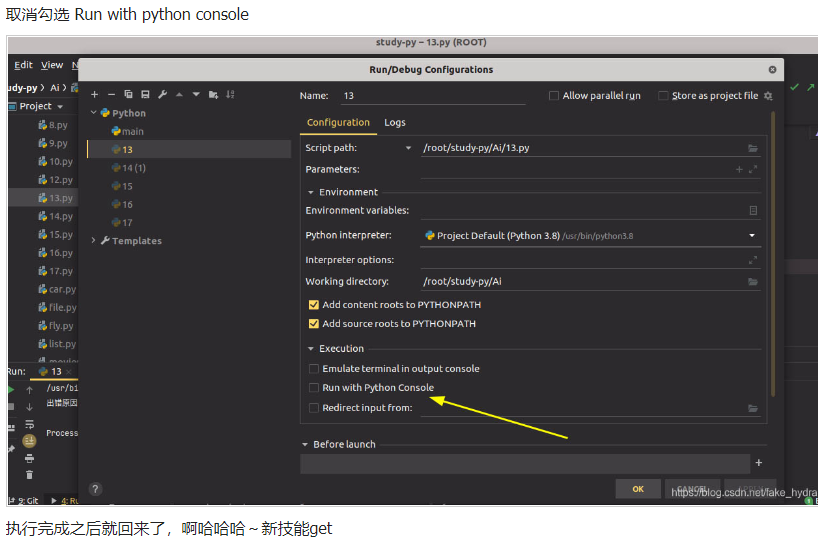 取消勾选 Run with python console
study-py – 13.py (ROOT)
Edit View
Run/Debug Configurations
udy-py Ai
Project
8.py
9.py
10.py
12.py
13.py
14.py
15.py
16.py
17.py
car.py
file.py
fly.py
list.py
Python
main
13
14 (1)
15
16
17
Templates
Name: 13
Allow parallel run
Store as project file
Configuration Logs
Script path: /root/study-py/Ai/13.py
Parameters:
Environment
Environment variables:
Python interpreter: Project Default (Python 3.8) /usr/bin/python3.8
Interpreter options:
Working directory: /root/study-py/Ai
Add content roots to PYTHONPATH
Add source roots to PYTHONPATH
Execution
Emulate terminal in output console
Run with Python Console
Redirect input from:
Before launch
Run: 13
/usr/bi
出错原因
Process
?
OK CANCEL
9: Git 4: Ru
https://blog.csdn.net/fake_hydra
执行完成之后就回来了，啊哈哈哈～新技能get